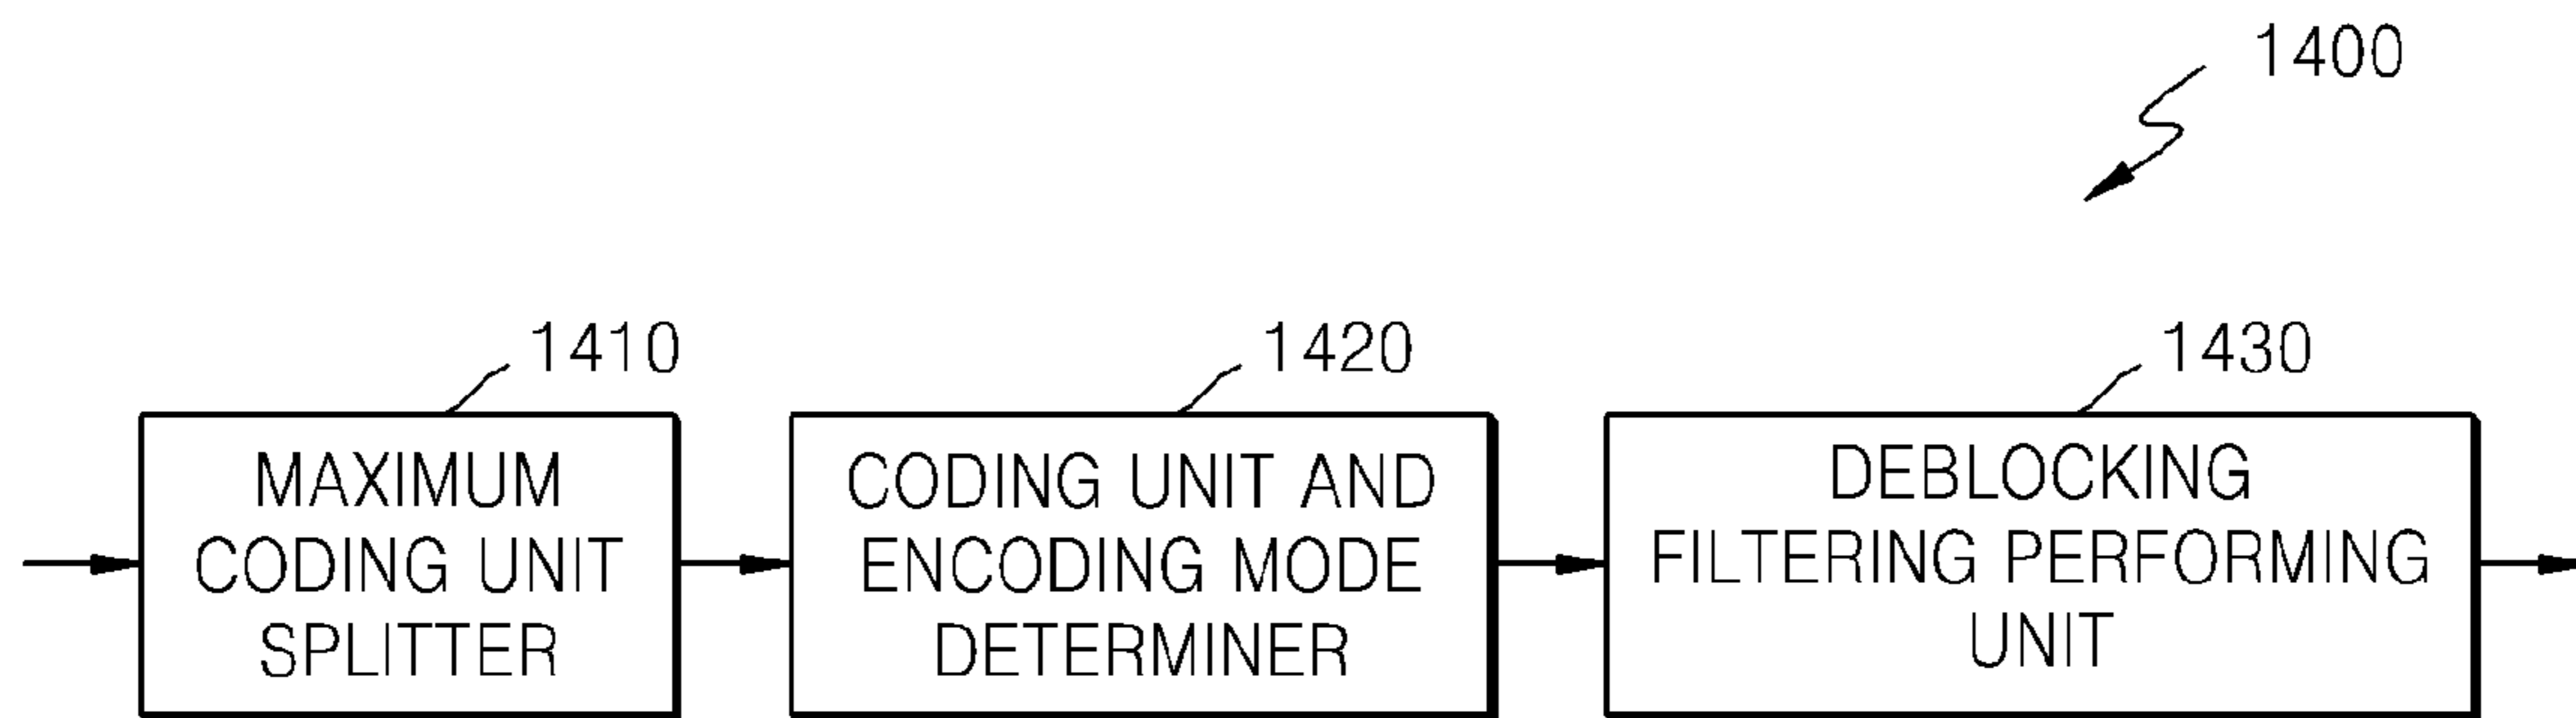 1400
1410
1420
1430
MAXIMUM
CODING UNIT
SPLITTER
CODING UNIT AND
ENCODING MODE
DETERMINER
DEBLOCKING
FILTERING PERFORMING
UNIT